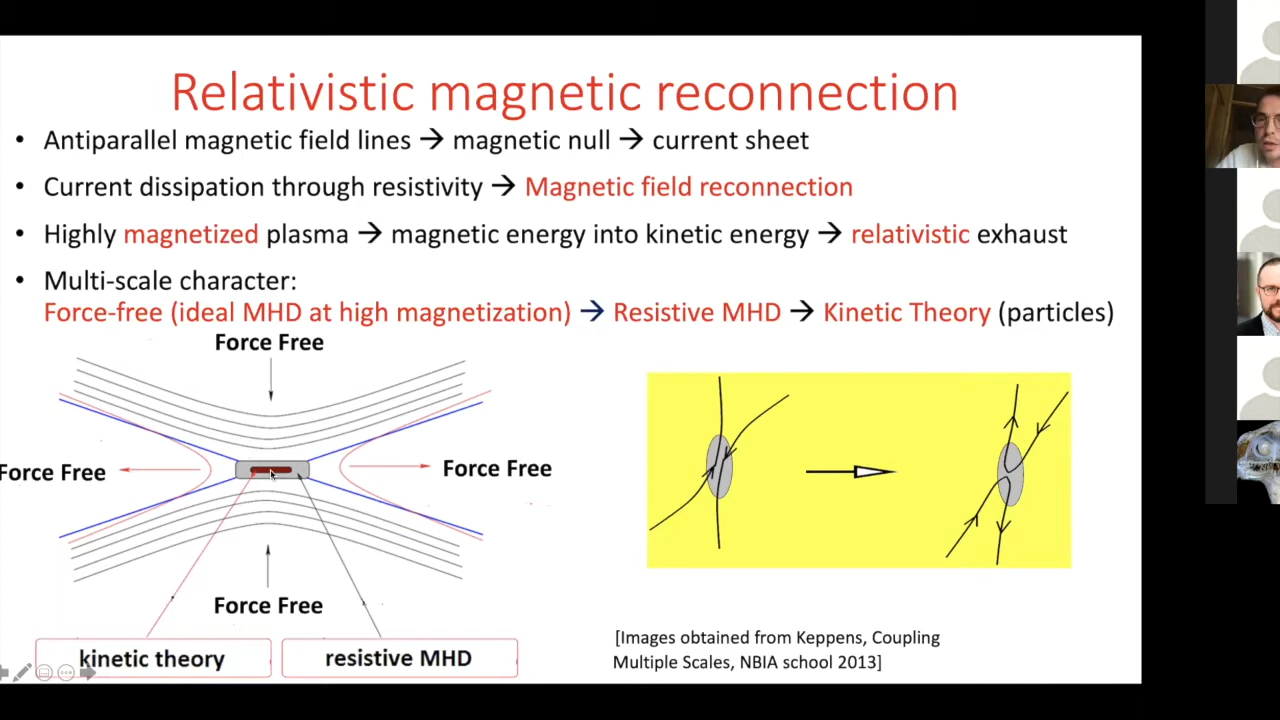 Relativistic magnetic reconnection
• Antiparallel magnetic field lines → magnetic null → current sheet
• Current dissipation through resistivity → Magnetic field reconnection
• Highly magnetized plasma → magnetic energy into kinetic energy → relativistic exhaust
• Multi-scale character:
Force-free (ideal MHD at high magnetization) → Resistive MHD → Kinetic Theory (particles)
Force Free
Force Free
Force Free
Force Free
kinetic theory
resistive MHD
[Images obtained from Keppens, Coupling
Multiple Scales, NBIA school 2013]